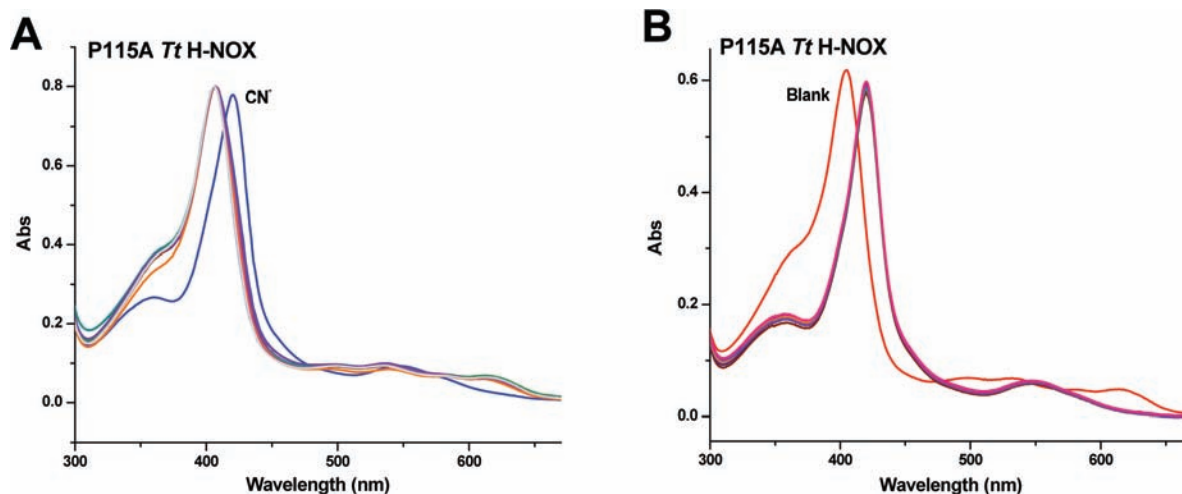 A
P115A Tt H-NOX
CN-
Abs
0.8
0.6
0.4
0.2
0.0
300 400 500 600
Wavelength (nm)
B
P115A Tt H-NOX
Blank
Abs
0.6
0.4
0.2
0.0
300 400 500 600
Wavelength (nm)